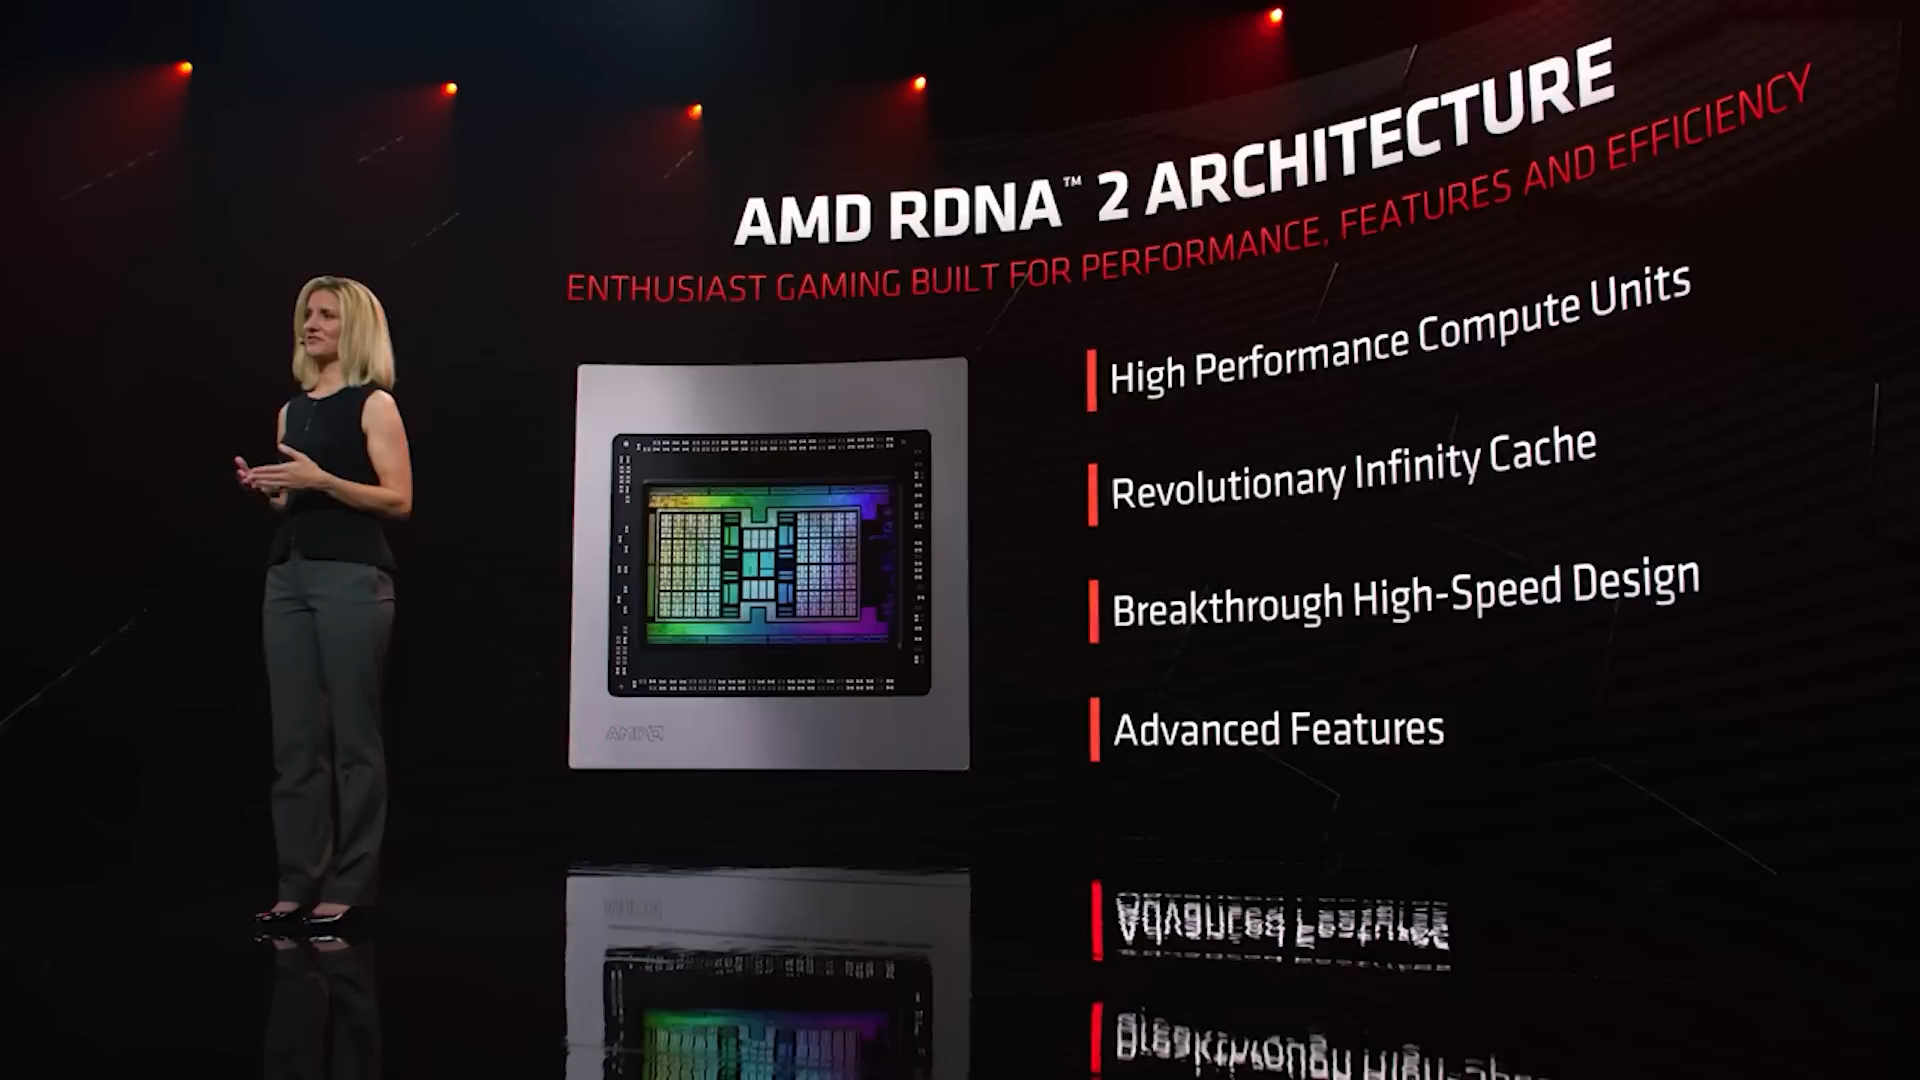 AMD RDNA™ 2 ARCHITECTURE
ENTHUSIAST GAMING BUILT FOR PERFORMANCE, FEATURES AND EFFICIENCY
High Performance Compute Units
Revolutionary Infinity Cache
Breakthrough High-Speed Design
Advanced Features
AMD